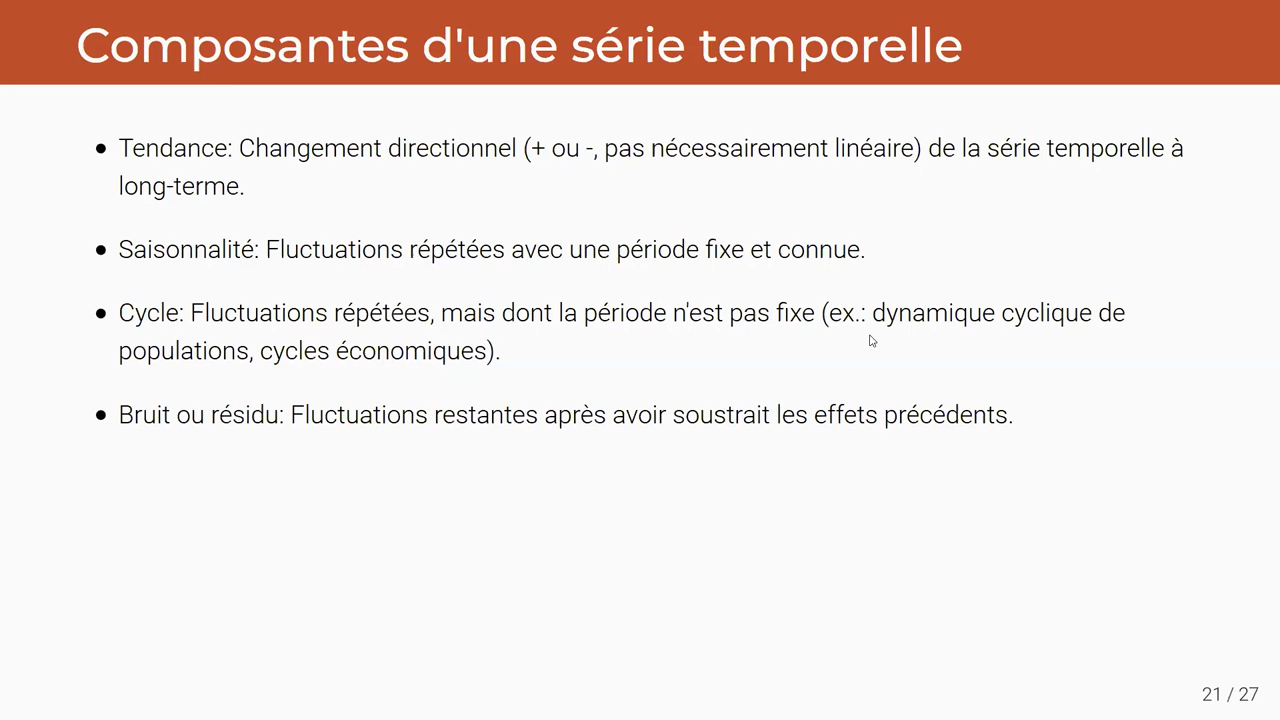 Composantes d'une série temporelle
• Tendance: Changement directionnel (+ ou -, pas nécessairement linéaire) de la série temporelle à
long-terme.
• Saisonnalité: Fluctuations répétées avec une période fixe et connue.
• Cycle: Fluctuations répétées, mais dont la période n'est pas fixe (ex.: dynamique cyclique de
populations, cycles économiques).
• Bruit ou résidu: Fluctuations restantes après avoir soustrait les effets précédents.
21 / 27